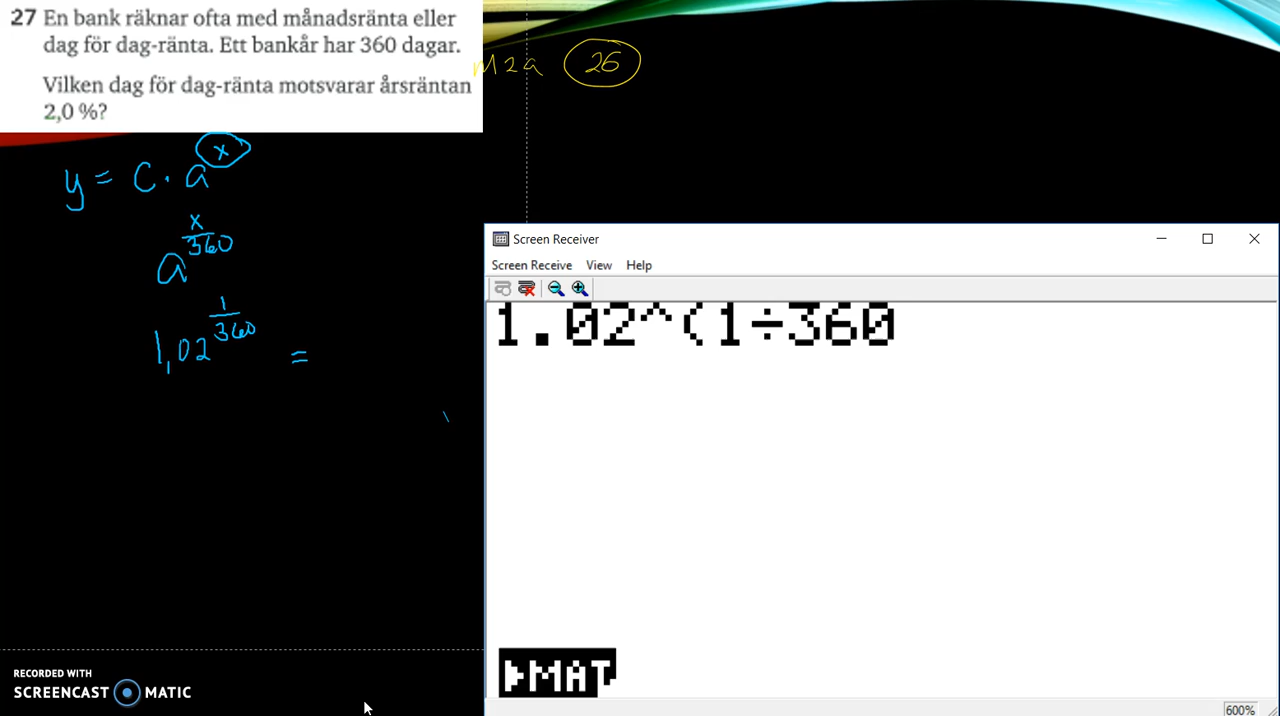 27 En bank räknar ofta med månadsränta eller
dag för dag-ränta. Ett bankår har 360 dagar.
Vilken dag för dag-ränta motsvarar årsräntan
2,0 %?
M2a 26
y = C · a^x
a^(x/360)
1,02^(1/360) =
Screen Receiver
Screen Receive View Help
1.02^(1÷360
▶MAT
RECORDED WITH
SCREENCAST MATIC
600%